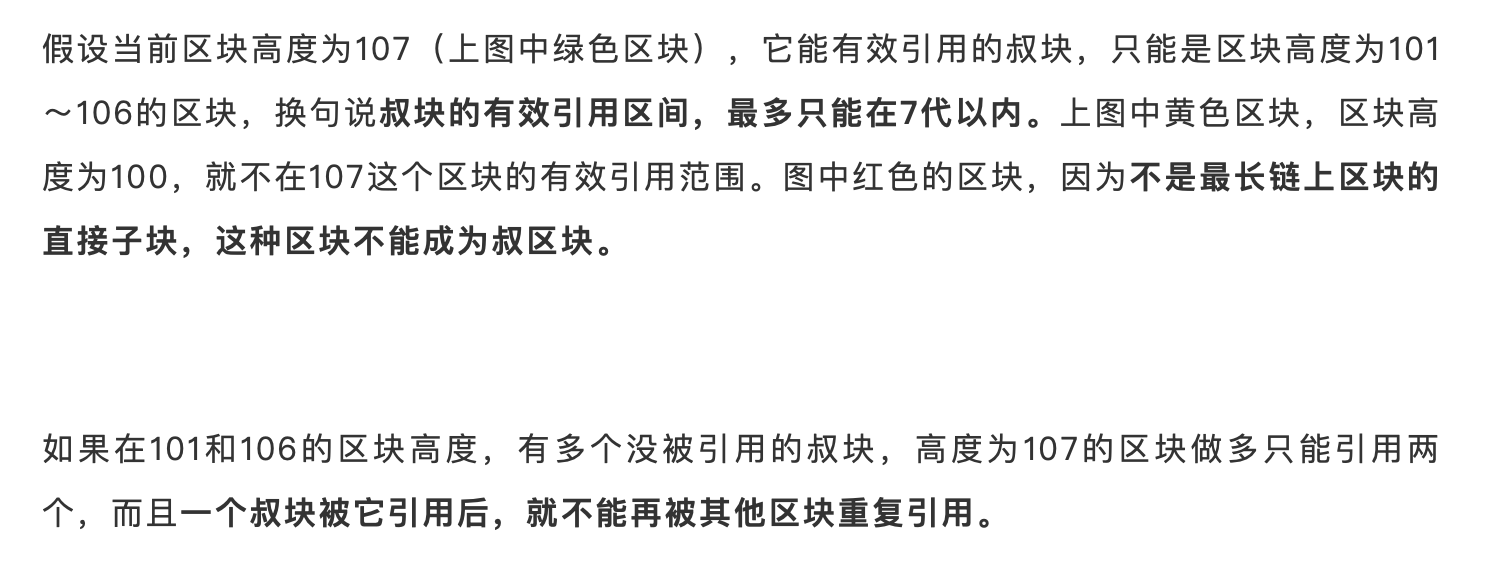 假设当前区块高度为107（上图中绿色区块），它能有效引用的叔块，只能是区块高度为101
～106的区块，换句说叔块的有效引用区间，最多只能在7代以内。上图中黄色区块，区块高
度为100，就不在107这个区块的有效引用范围。图中红色的区块，因为不是最长链上区块的
直接子块，这种区块不能成为叔区块。
如果在101和106的区块高度，有多个没被引用的叔块，高度为107的区块做多只能引用两
个，而且一个叔块被它引用后，就不能再被其他区块重复引用。